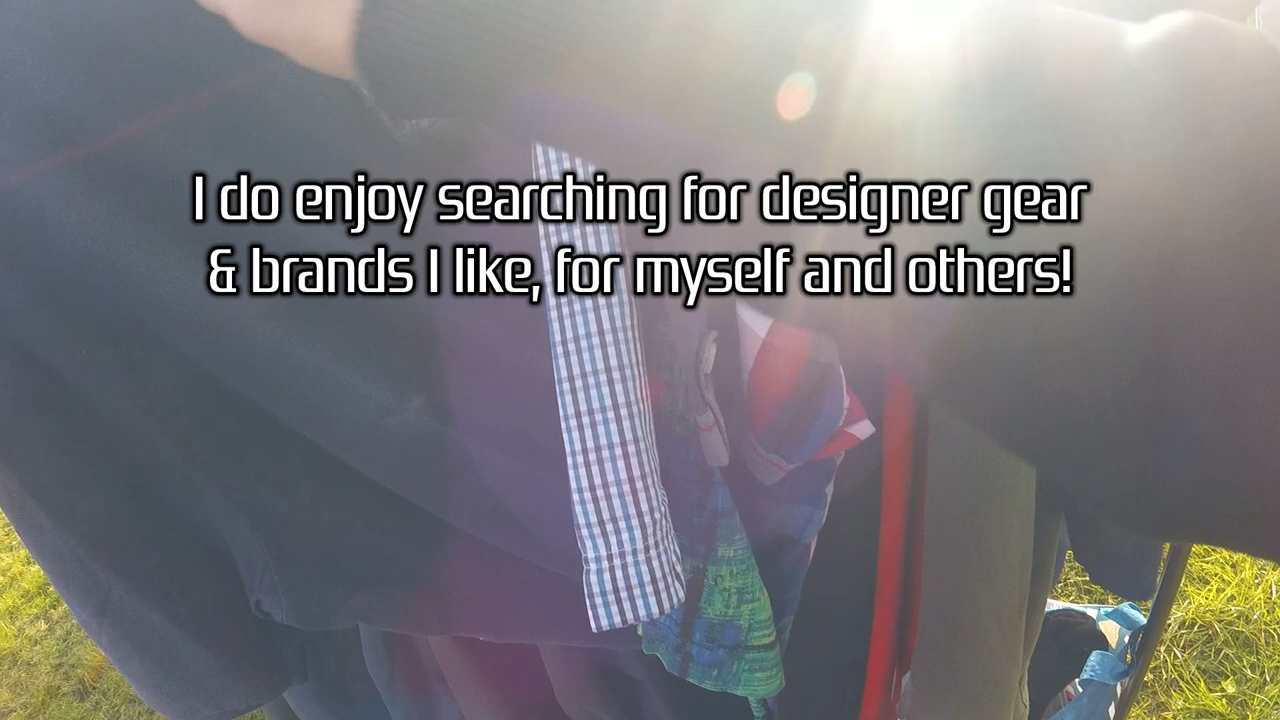 I do enjoy searching for designer gear
& brands I like, for myself and others!